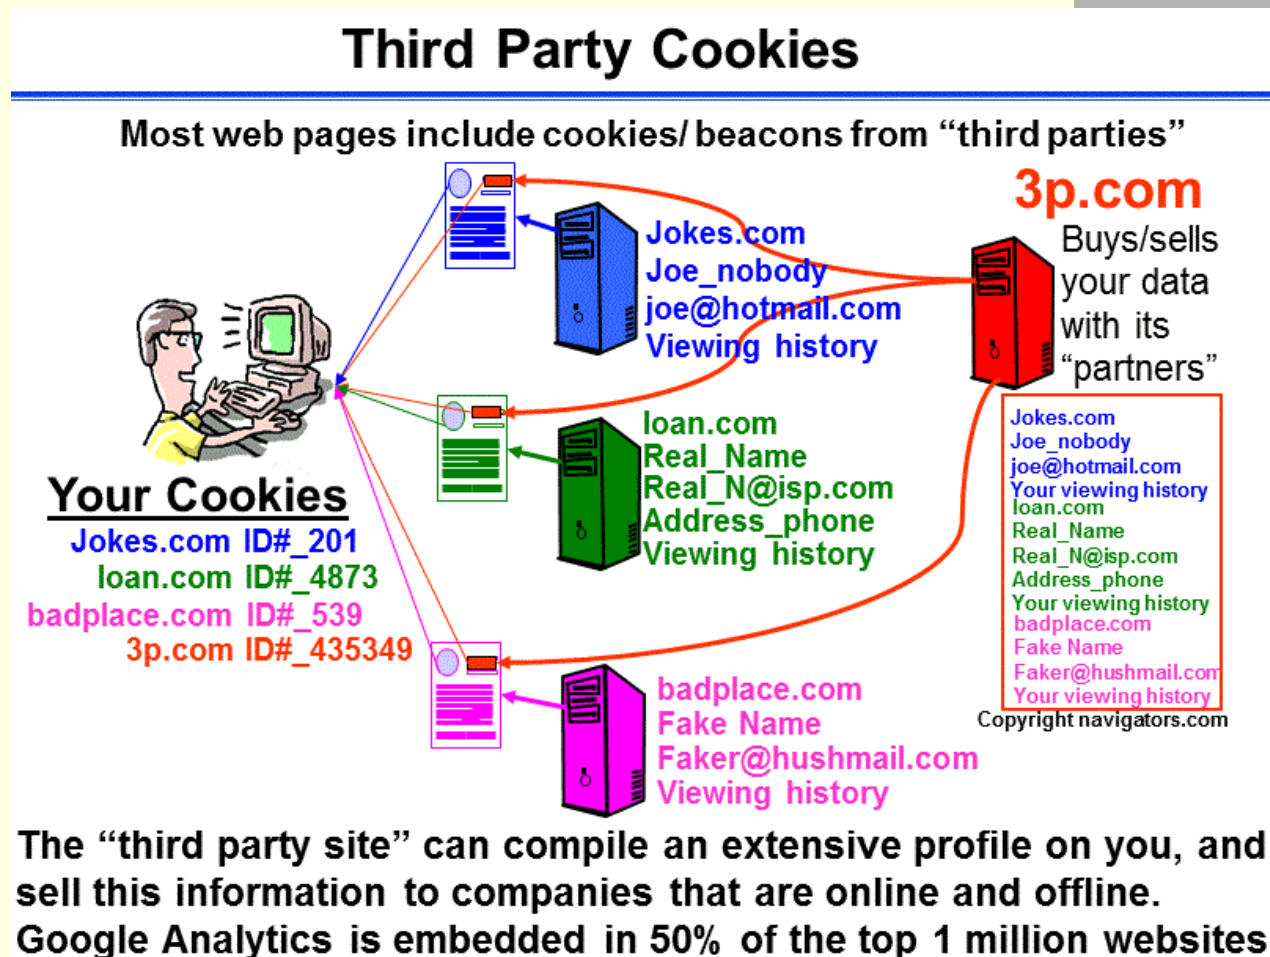 Third Party Cookies
Most web pages include cookies/ beacons from “third parties”
3p.com
Buys/sells
your data
with its
“partners”
Jokes.com
Joe_nobody
joe@hotmail.com
Viewing history
loan.com
Real_Name
Real_N@isp.com
Address_phone
Viewing history
Your Cookies
Jokes.com ID#_201
loan.com ID#_4873
badplace.com ID#_539
3p.com ID#_435349
badplace.com
Fake Name
Faker@hushmail.com
Viewing history
Jokes.com
Joe_nobody
joe@hotmail.com
Your viewing history
loan.com
Real_Name
Real_N@isp.com
Address_phone
Your viewing history
badplace.com
Fake Name
Faker@hushmail.com
Your viewing history
Copyright navigators.com
The “third party site” can compile an extensive profile on you, and
sell this information to companies that are online and offline.
Google Analytics is embedded in 50% of the top 1 million websites